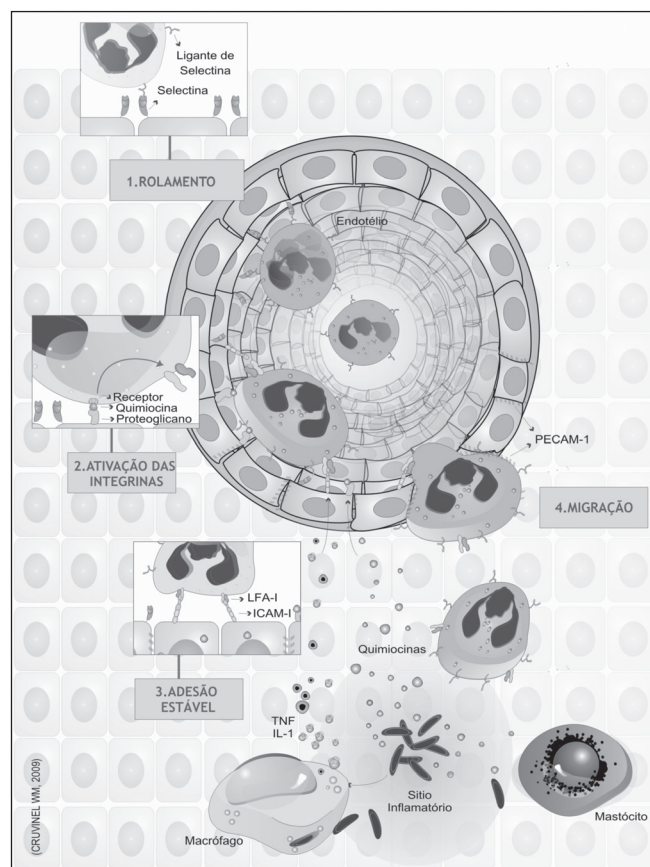 Ligante de
Selectina
Selectina
1.ROLAMENTO
Endotélio
Receptor
Quimiocina
Proteoglicano
2.ATIVAÇÃO DAS
INTEGRINAS
PECAM-1
4.MIGRAÇÃO
LFA-I
ICAM-I
3.ADESÃO
ESTÁVEL
Quimiocinas
TNF
IL-1
Sitio
Inflamatório
Macrófago
Mastócito
(CRUVINEL WM, 2009)